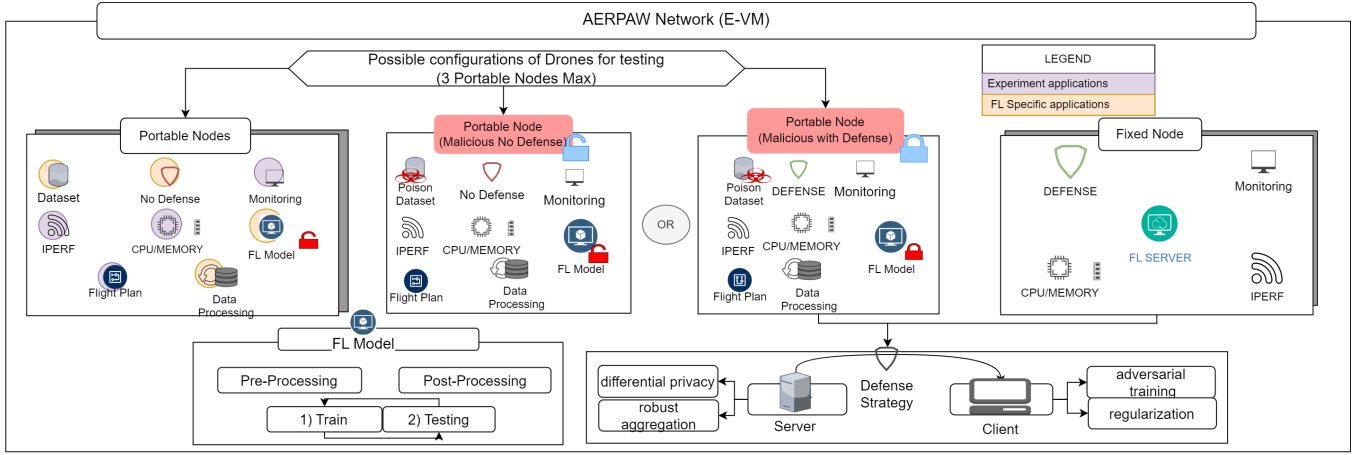 AERPAW Network (E-VM)
Possible configurations of Drones for testing
(3 Portable Nodes Max)
LEGEND
Experiment applications
FL Specific applications
Portable Nodes
Dataset
No Defense
Monitoring
IPERF
CPU/MEMORY
FL Model
Flight Plan
Data
Processing
Portable Node
(Malicious No Defense)
Poison
Dataset
No Defense
Monitoring
IPERF
CPU/MEMORY
FL Model
Flight Plan
Data
Processing
OR
Portable Node
(Malicious with Defense)
Poison
Dataset
DEFENSE
Monitoring
IPERF
CPU/MEMORY
FL Model
Flight Plan
Data
Processing
Fixed Node
DEFENSE
Monitoring
FL SERVER
CPU/MEMORY
IPERF
FL Model
Pre-Processing
Post-Processing
1) Train
2) Testing
differential privacy
robust
aggregation
Server
Defense
Strategy
Client
adversarial
training
regularization